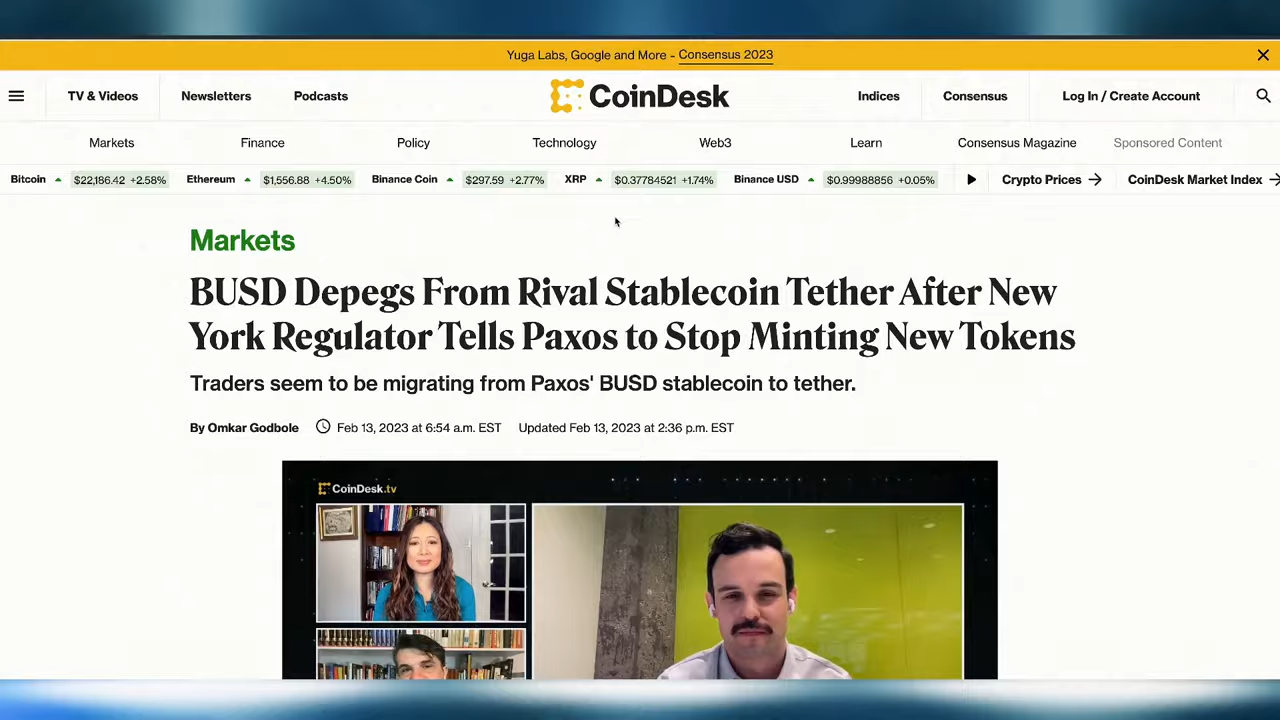 Yuga Labs, Google and More - Consensus 2023
TV & Videos Newsletters Podcasts CoinDesk Indices Consensus Log In / Create Account
Markets Finance Policy Technology Web3 Learn Consensus Magazine Sponsored Content
Bitcoin $22,186.42 +2.58% Ethereum $1,556.88 +4.50% Binance Coin $297.59 +2.77% XRP $0.37784521 +1.74% Binance USD $0.99988856 +0.05% Crypto Prices CoinDesk Market Index
Markets
BUSD Depegs From Rival Stablecoin Tether After New
York Regulator Tells Paxos to Stop Minting New Tokens
Traders seem to be migrating from Paxos' BUSD stablecoin to tether.
By Omkar Godbole Feb 13, 2023 at 6:54 a.m. EST Updated Feb 13, 2023 at 2:36 p.m. EST
CoinDesk.tv